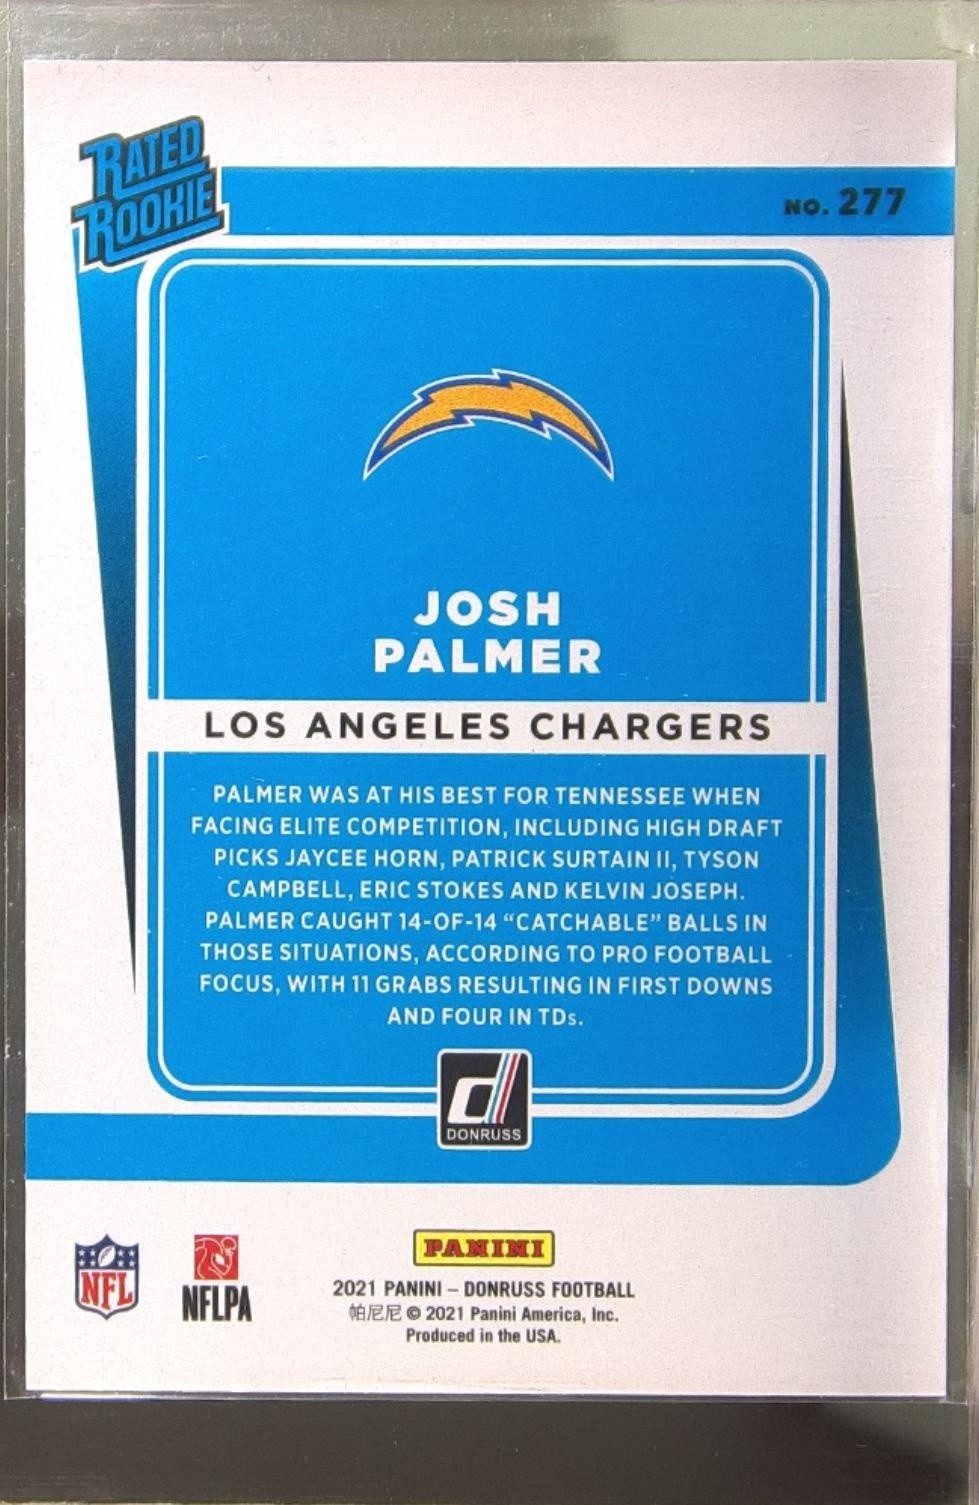 RATED
ROOKIE
NO. 277
JOSH
PALMER
LOS ANGELES CHARGERS
PALMER WAS AT HIS BEST FOR TENNESSEE WHEN
FACING ELITE COMPETITION, INCLUDING HIGH DRAFT
PICKS JAYCEE HORN, PATRICK SURTAIN II, TYSON
CAMPBELL, ERIC STOKES AND KELVIN JOSEPH.
PALMER CAUGHT 14-OF-14 “CATCHABLE” BALLS IN
THOSE SITUATIONS, ACCORDING TO PRO FOOTBALL
FOCUS, WITH 11 GRABS RESULTING IN FIRST DOWNS
AND FOUR IN TDs.
d
DONRUSS
NFL
NFLPA
PANINI
2021 PANINI – DONRUSS FOOTBALL
帕尼尼 © 2021 Panini America, Inc.
Produced in the USA.